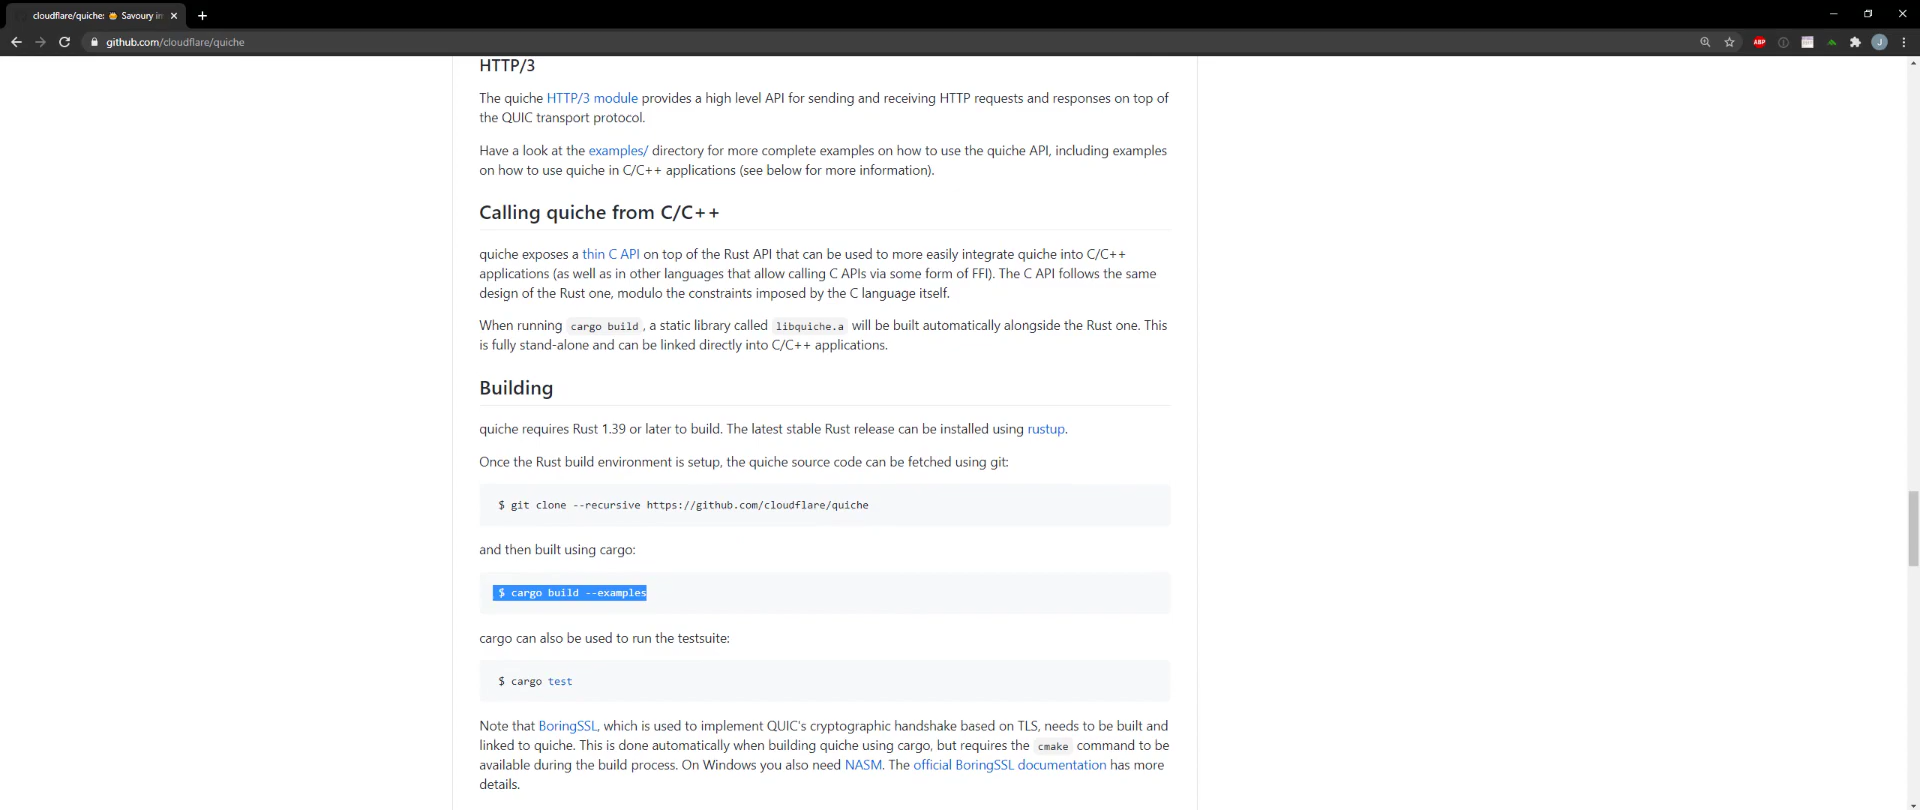 cloudflare/quiche: 🥧 Savoury im
github.com/cloudflare/quiche
ABP
J
HTTP/3
The quiche HTTP/3 module provides a high level API for sending and receiving HTTP requests and responses on top of
the QUIC transport protocol.
Have a look at the examples/ directory for more complete examples on how to use the quiche API, including examples
on how to use quiche in C/C++ applications (see below for more information).
Calling quiche from C/C++
quiche exposes a thin C API on top of the Rust API that can be used to more easily integrate quiche into C/C++
applications (as well as in other languages that allow calling C APIs via some form of FFI). The C API follows the same
design of the Rust one, modulo the constraints imposed by the C language itself.
When running cargo build, a static library called libquiche.a will be built automatically alongside the Rust one. This
is fully stand-alone and can be linked directly into C/C++ applications.
Building
quiche requires Rust 1.39 or later to build. The latest stable Rust release can be installed using rustup.
Once the Rust build environment is setup, the quiche source code can be fetched using git:
$ git clone --recursive https://github.com/cloudflare/quiche
and then built using cargo:
$ cargo build --examples
cargo can also be used to run the testsuite:
$ cargo test
Note that BoringSSL, which is used to implement QUIC's cryptographic handshake based on TLS, needs to be built and
linked to quiche. This is done automatically when building quiche using cargo, but requires the cmake command to be
available during the build process. On Windows you also need NASM. The official BoringSSL documentation has more
details.